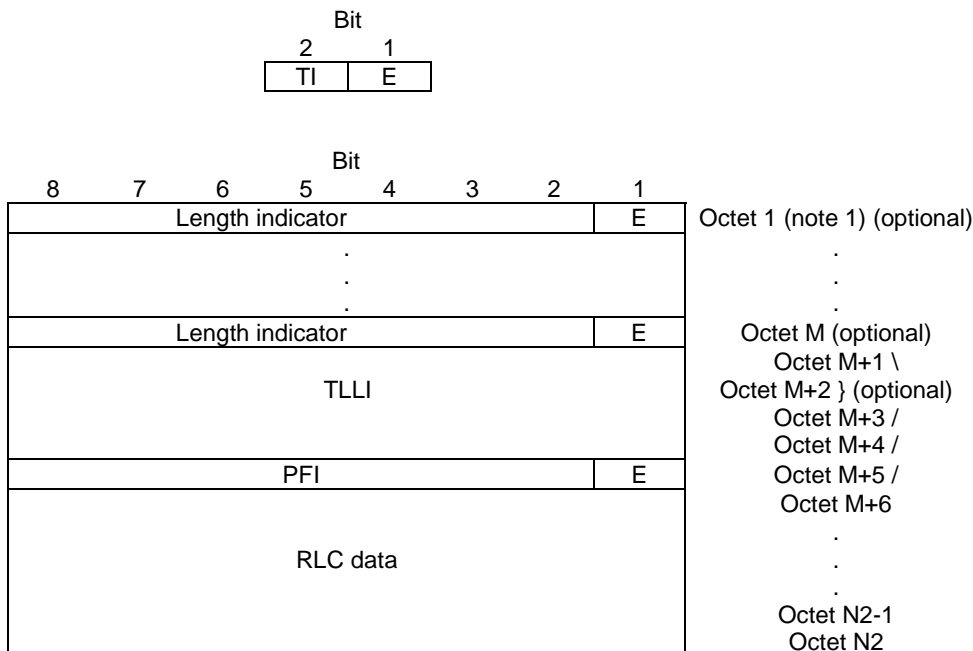 Bit
2 1
TI E
Bit
8 7 6 5 4 3 2 1
Length indicator E Octet 1 (note 1) (optional)
. .
. .
. .
Length indicator E Octet M (optional)
Octet M+1 \
TLLI Octet M+2 } (optional)
Octet M+3 /
Octet M+4 /
PFI E Octet M+5 /
Octet M+6
.
RLC data .
.
Octet N2-1
Octet N2